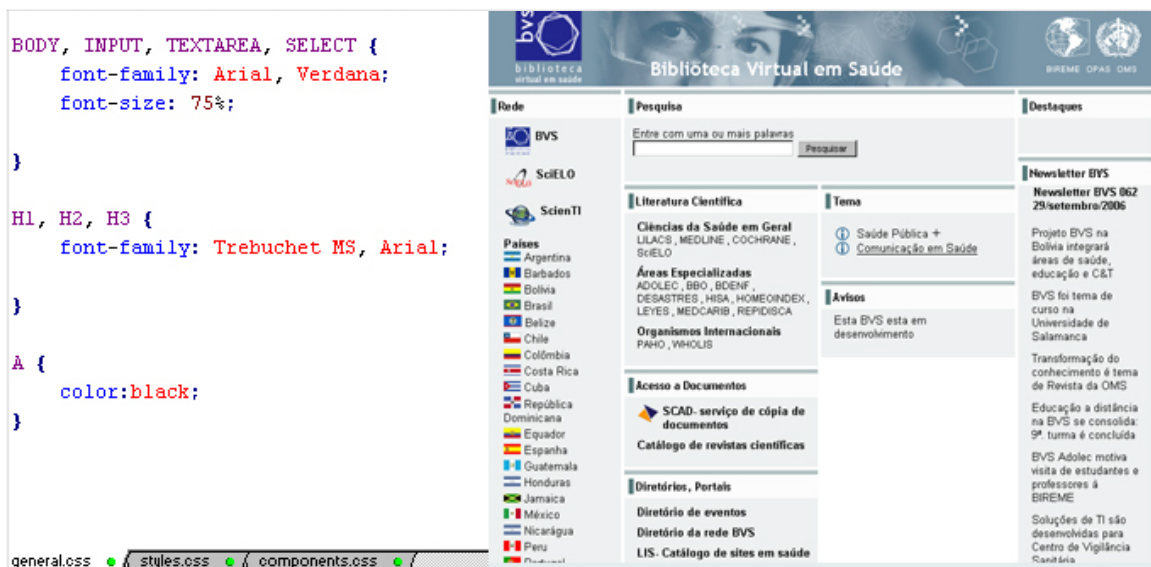 BODY, INPUT, TEXTAREA, SELECT {
font-family: Arial, Verdana;
font-size: 75%;
}
H1, H2, H3 {
font-family: Trebuchet MS, Arial;
}
A {
color:black;
}
general.css
styles.css
components.css
bvs
biblioteca
virtual em saúde
Biblioteca Virtual em Saúde
BIREME OPAS OMS
Rede
BVS
SciELO
SciELO
ScienTI
Países
Argentina
Barbados
Bolívia
Brasil
Belize
Chile
Colômbia
Costa Rica
Cuba
República
Dominicana
Equador
Espanha
Guatemala
Honduras
Jamaica
México
Nicarágua
Peru
Portugal
Pesquisa
Entre com uma ou mais palavras
Pesquisar
Literatura Científica
Ciências da Saúde em Geral
LILACS , MEDLINE , COCHRANE ,
SciELO
Áreas Especializadas
ADOLEC , BBO , BDENF ,
DESASTRES , HISA , HOMEOINDEX ,
LEYES , MEDCARIB , REPIDISCA
Organismos Internacionais
PAHO , WHOLIS
Acesso a Documentos
SCAD- serviço de cópia de
documentos
Catálogo de revistas científicas
Diretórios, Portais
Diretório de eventos
Diretório da rede BVS
LIS- Catálogo de sites em saúde
Tema
Saúde Pública +
Comunicação em Saúde
Avisos
Esta BVS esta em
desenvolvimento
Destaques
Newsletter BVS
Newsletter BVS 062
29/setembro/2006
Projeto BVS na
Bolívia integrará
áreas de saúde,
educação e C&T
BVS foi tema de
curso na
Universidade de
Salamanca
Transformação do
conhecimento é tema
de Revista da OMS
Educação a distância
na BVS se consolida:
9ª. turma é concluída
BVS Adolec motiva
visita de estudantes e
professores à
BIREME
Soluções de TI são
desenvolvidas para
Centro de Vigilância
Sanitária